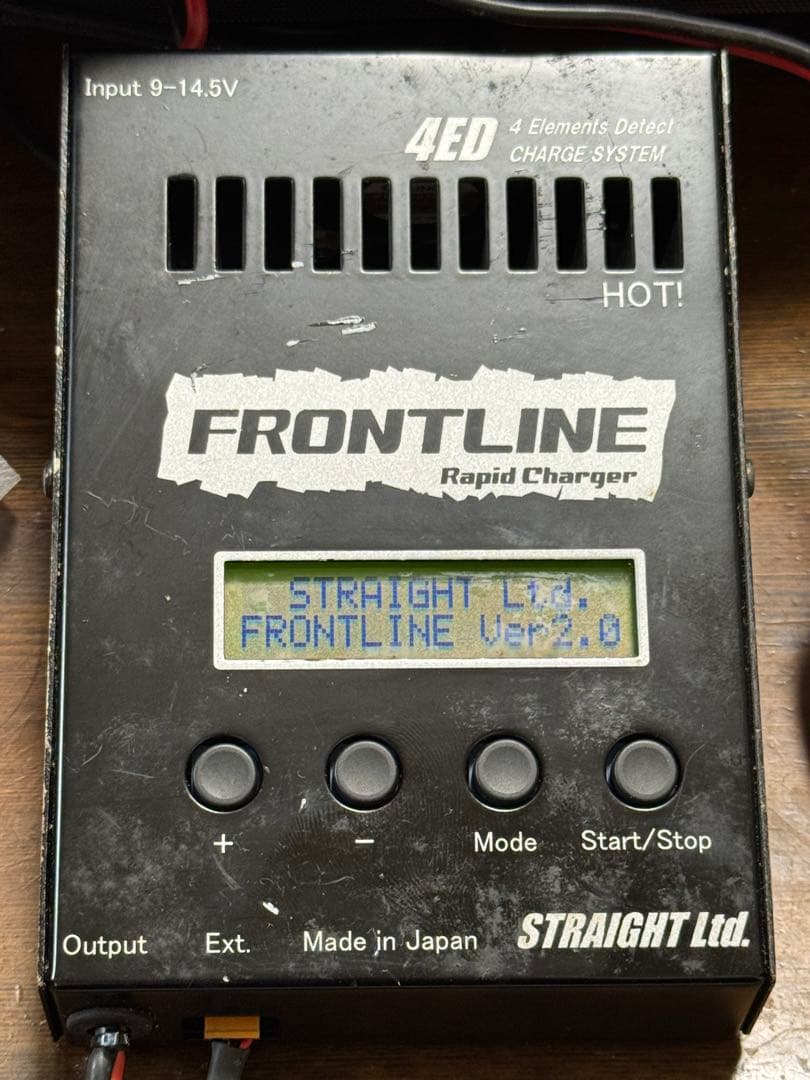 Input 9-14.5V
4ED 4 Elements Detect
CHARGE SYSTEM
HOT!
FRONTLINE
Rapid Charger
STRAIGHT Ltd.
FRONTLINE Ver2.0
+ - Mode Start/Stop
Output Ext. Made in Japan STRAIGHT Ltd.